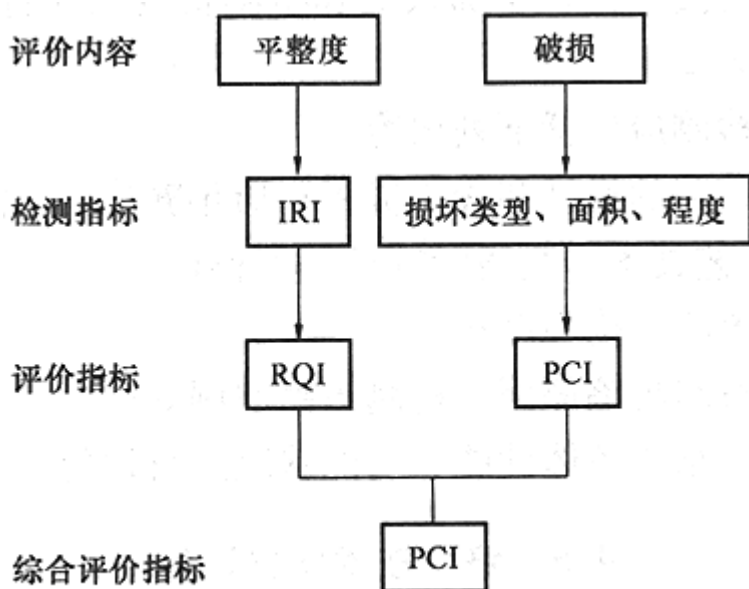 评价内容 平整度 破损
检测指标 IRI 损坏类型、面积、程度
评价指标 RQI PCI
综合评价指标 PCI